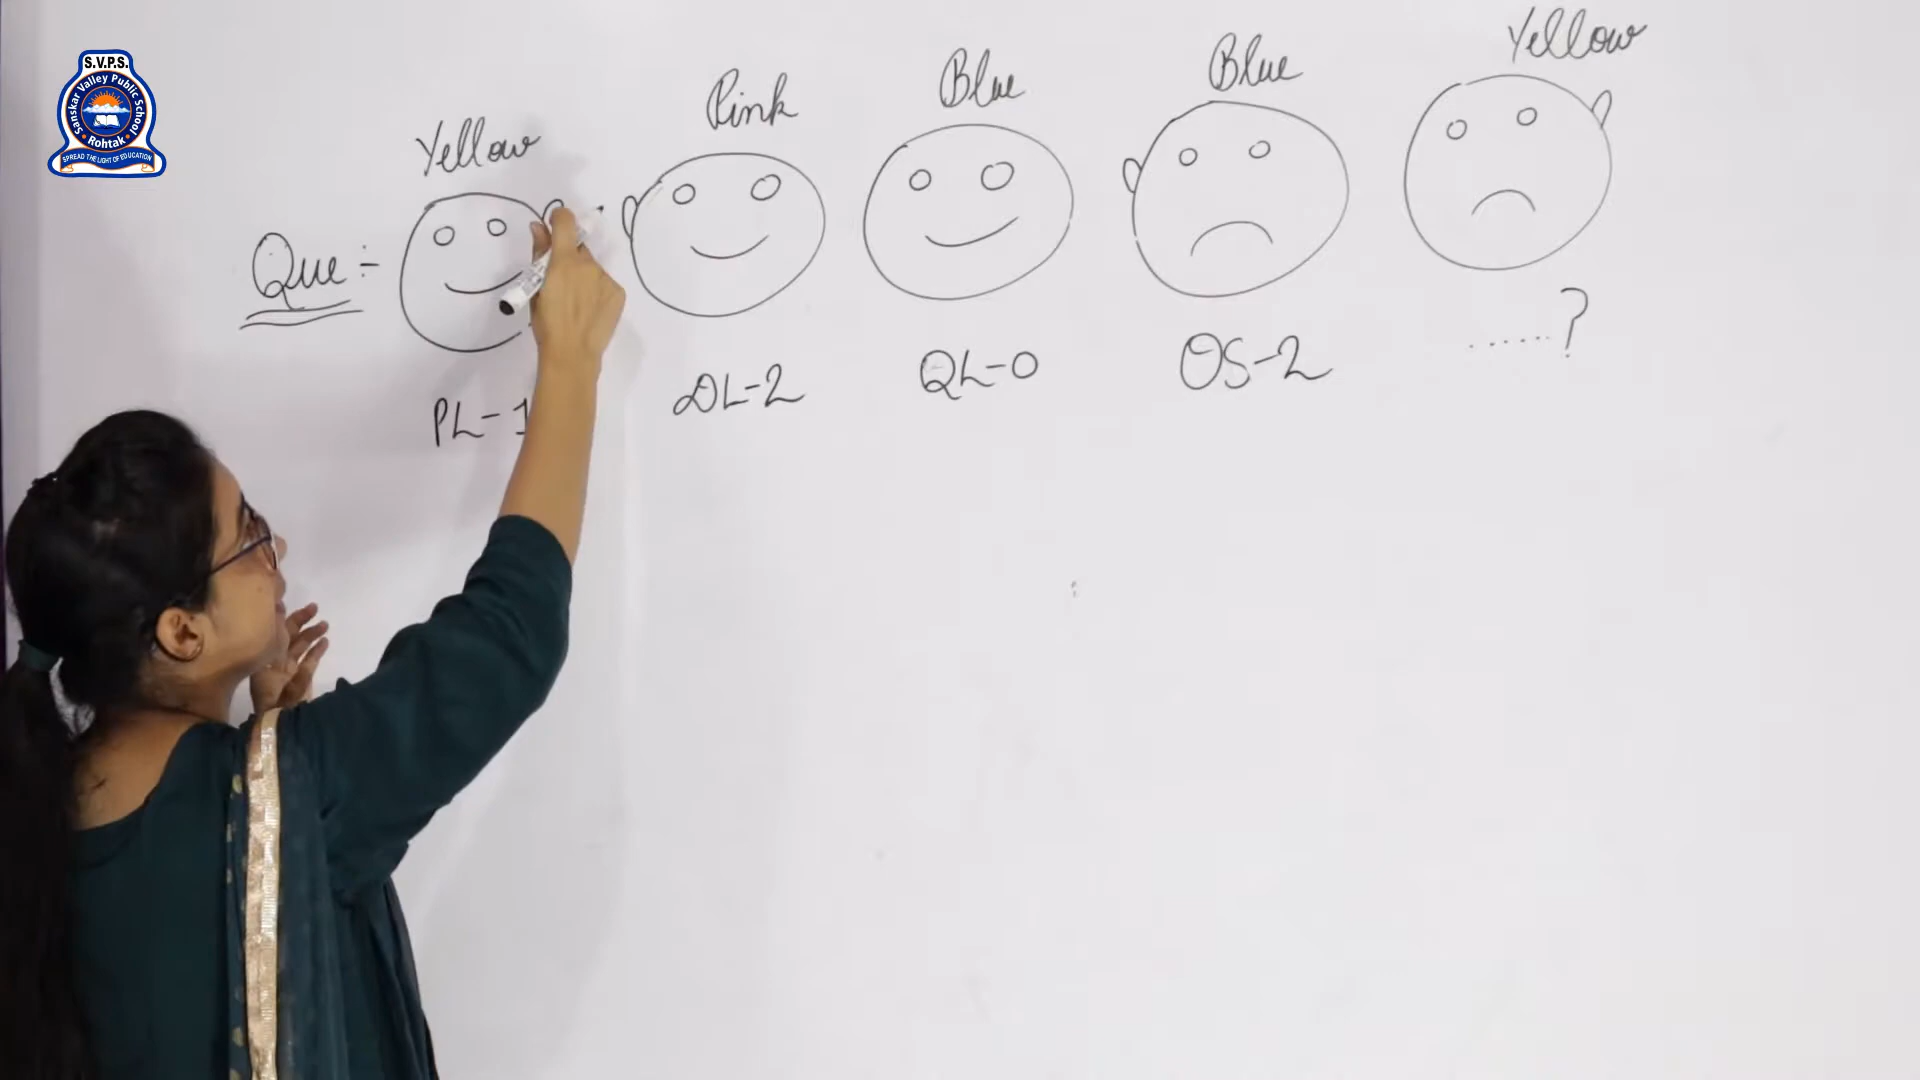 S.V.P.S.
Sanskar Valley Public School
Rohtak
SPREAD THE LIGHT OF EDUCATION
Yellow Pink Blue Blue Yellow
Que :-
PL-1 DL-2 QL-0 OS-2 ......?